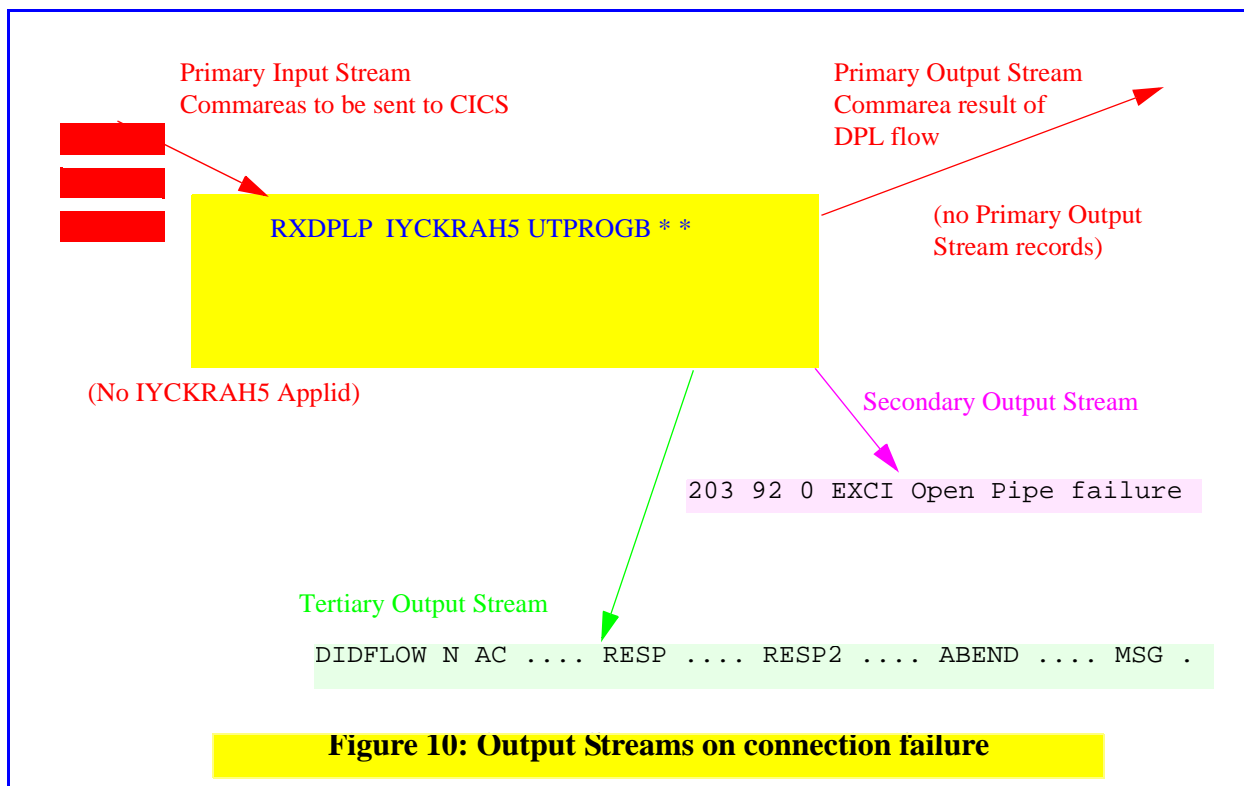 Primary Input Stream
Commareas to be sent to CICS
Primary Output Stream
Commarea result of
DPL flow
RXDPLP IYCKRAH5 UTPROGB * *
(no Primary Output
Stream records)
(No IYCKRAH5 Applid)
Secondary Output Stream
203 92 0 EXCI Open Pipe failure
Tertiary Output Stream
DIDFLOW N AC .... RESP .... RESP2 .... ABEND .... MSG .
Figure 10: Output Streams on connection failure